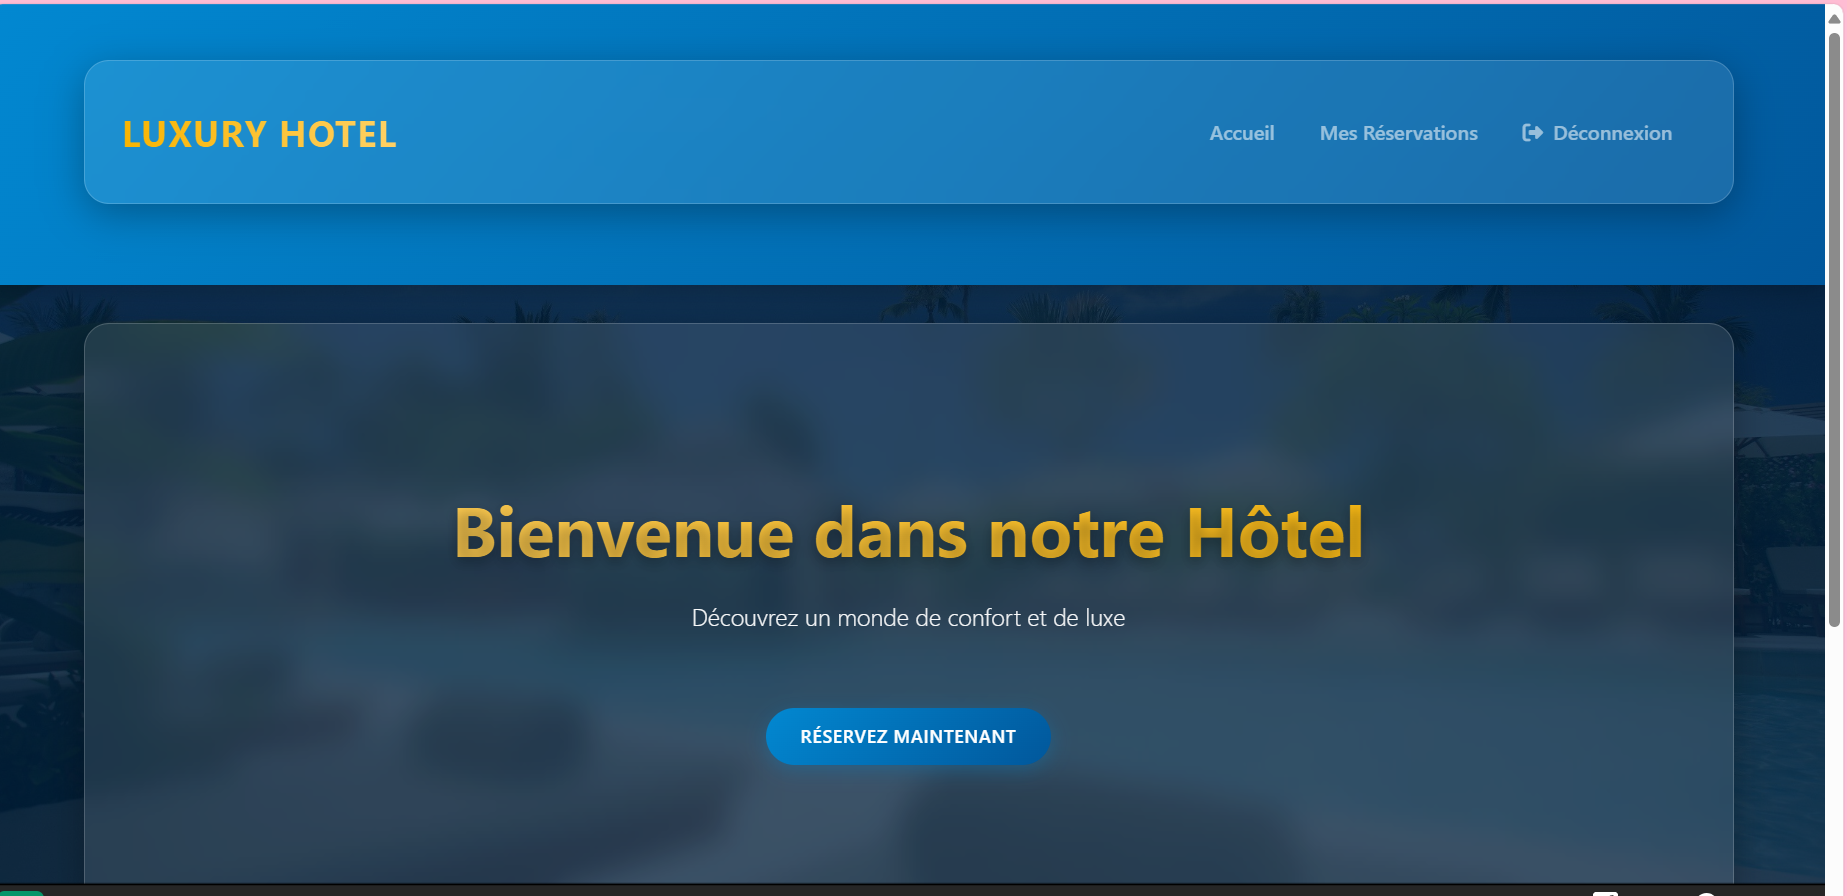 LUXURY HOTEL
Accueil Mes Réservations Déconnexion
Bienvenue dans notre Hôtel
Découvrez un monde de confort et de luxe
RÉSERVEZ MAINTENANT